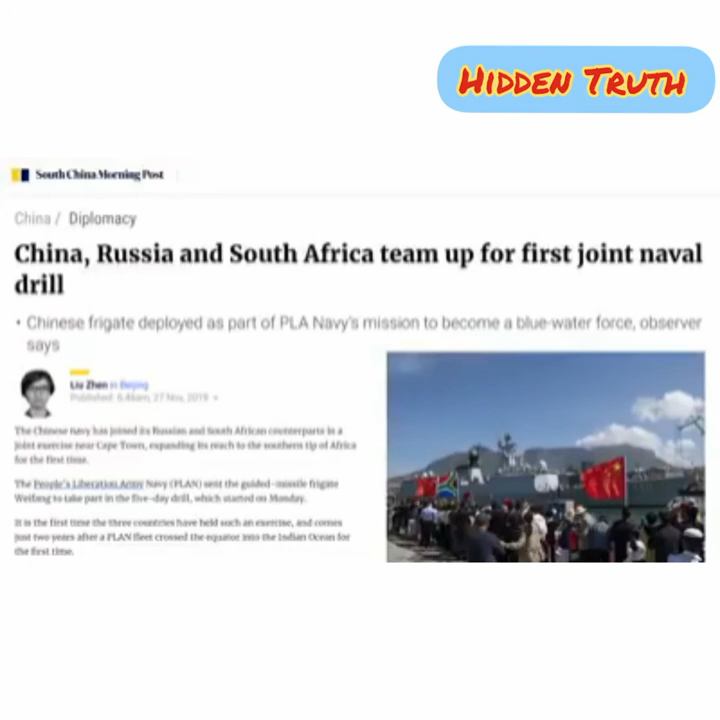 HIDDEN TRUTH
South China Morning Post
China / Diplomacy
China, Russia and South Africa team up for first joint naval
drill
• Chinese frigate deployed as part of PLA Navy's mission to become a blue-water force, observer
says
Liu Zhen in Beijing
Published: 6:46am, 27 Nov, 2019
The Chinese navy has joined its Russian and South African counterparts in a
joint exercise near Cape Town, expanding its reach to the southern tip of Africa
for the first time.
The People's Liberation Army Navy (PLAN) sent the guided-missile frigate
Weifang to take part in the five-day drill, which started on Monday.
It is the first time the three countries have held such an exercise, and comes
just two years after a PLAN fleet crossed the equator into the Indian Ocean for
the first time.